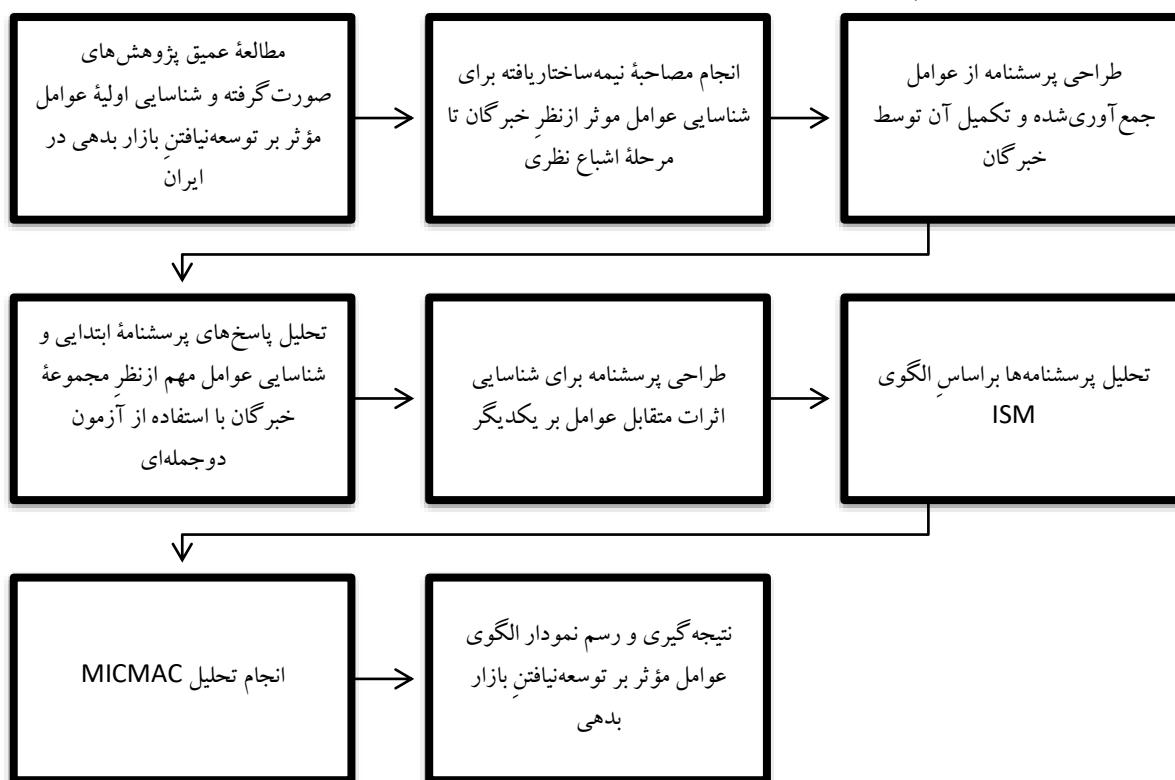 مطالعهٔ عمیق پژوهش‌های
صورت‌گرفته و شناسایی اولیهٔ عوامل
مؤثر بر توسعه‌نیافتنِ بازار بدهی در
ایران
انجام مصاحبهٔ نیمه‌ساختاریافته برای
شناسایی عوامل موثر ازنظرِ خبرگان تا
مرحلهٔ اشباع نظری
طراحی پرسشنامه از عوامل
جمع‌آوری‌شده و تکمیل آن توسط
خبرگان
تحلیل پاسخ‌های پرسشنامهٔ ابتدایی و
شناسایی عوامل مهم ازنظرِ مجموعهٔ
خبرگان با استفاده از آزمون
دوجمله‌ای
طراحی پرسشنامه برای شناسایی
اثرات متقابل عوامل بر یکدیگر
تحلیل پرسشنامه‌ها براساسِ الگوی
ISM
انجام تحلیل MICMAC
نتیجه‌گیری و رسم نمودار الگوی
عوامل مؤثر بر توسعه‌نیافتنِ بازار
بدهی